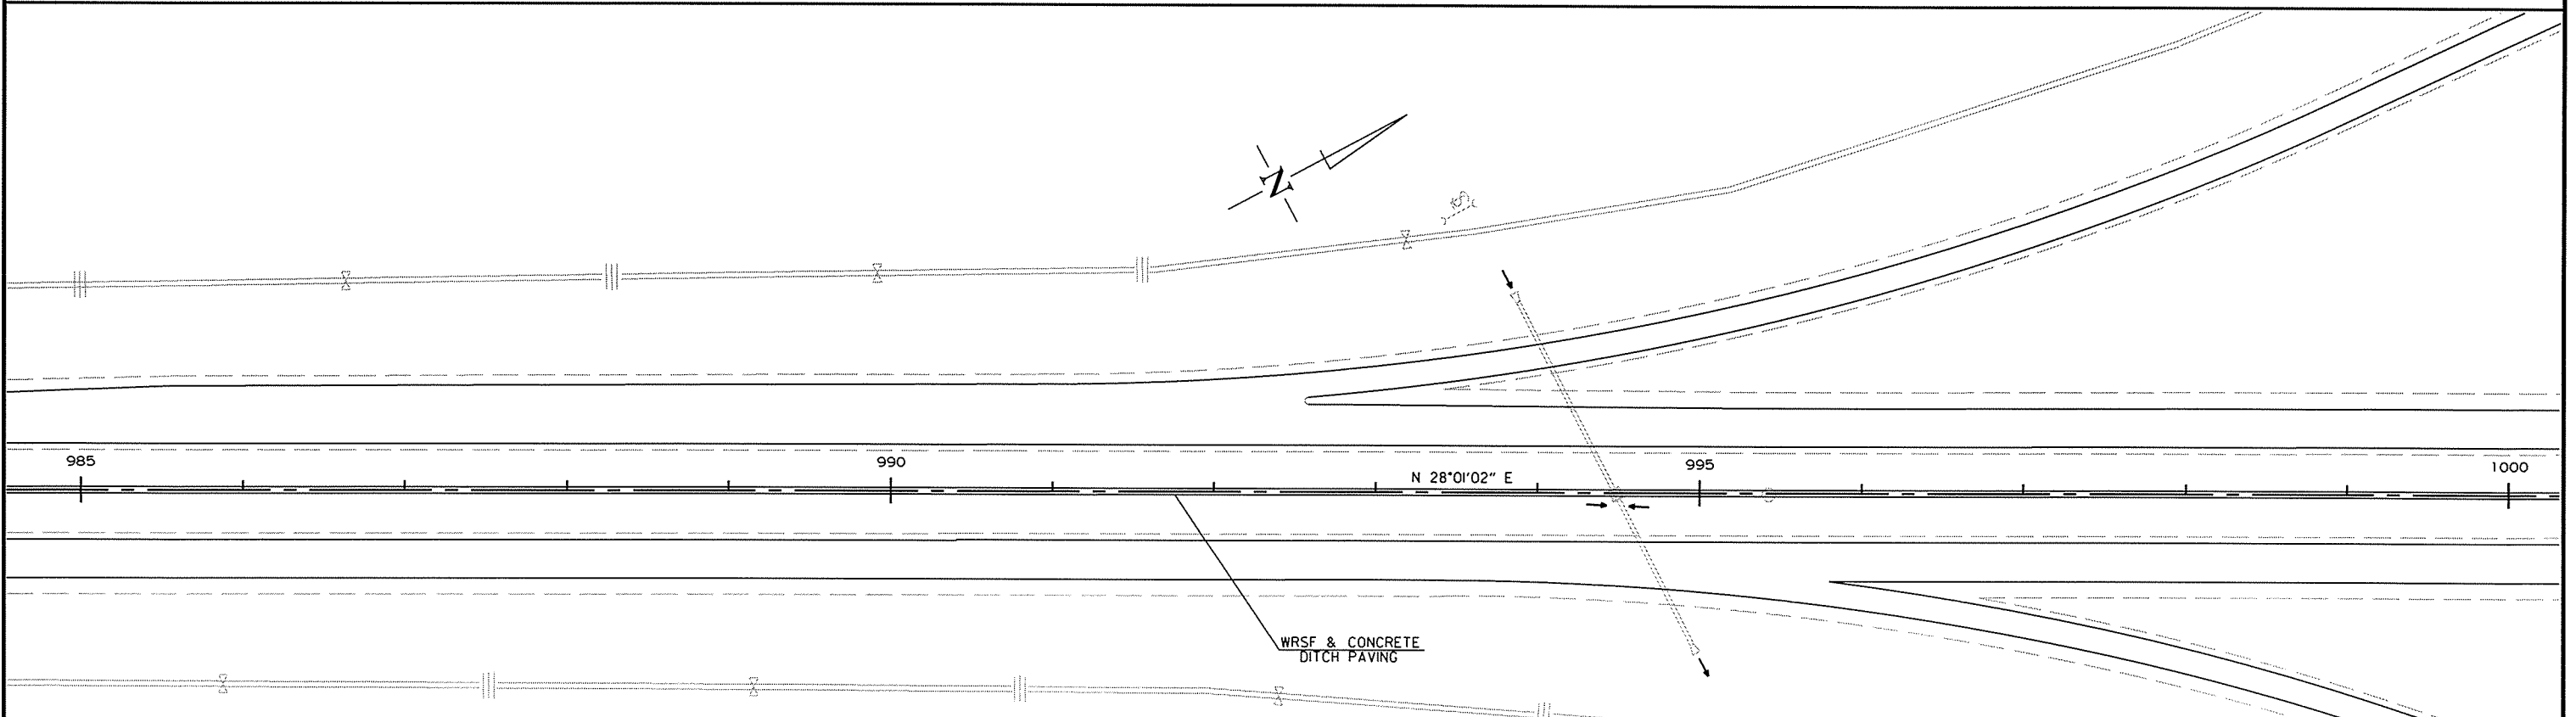 N
985
990
N 28°01'02" E
995
1000
WRSF & CONCRETE
DITCH PAVING